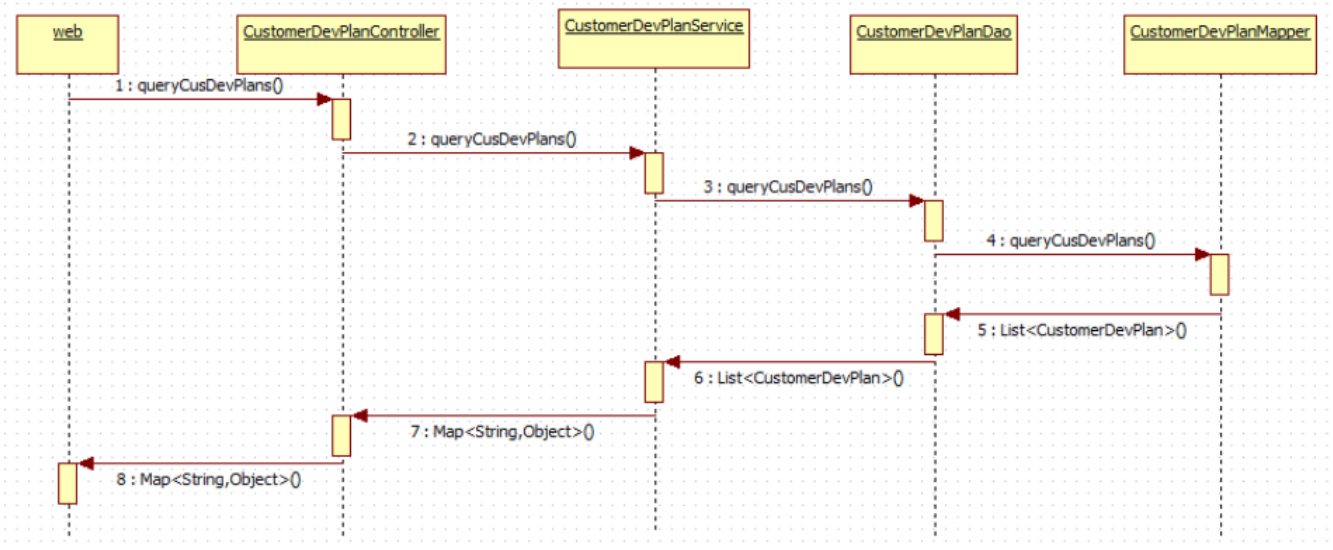 web
CustomerDevPlanController
CustomerDevPlanService
CustomerDevPlanDao
CustomerDevPlanMapper
1 : queryCusDevPlans()
2 : queryCusDevPlans()
3 : queryCusDevPlans()
4 : queryCusDevPlans()
5 : List<CustomerDevPlan>()
6 : List<CustomerDevPlan>()
7 : Map<String,Object>()
8 : Map<String,Object>()